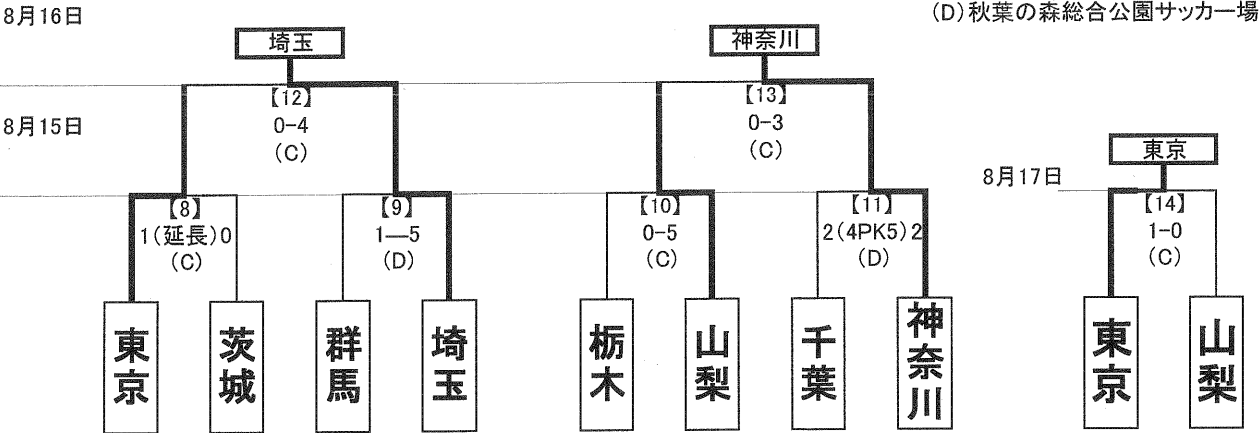 8月16日
(D)秋葉の森総合公園サッカー場
埼玉
神奈川
【12】
0-4
(C)
【13】
0-3
(C)
8月15日
東京
8月17日
【8】
1(延長)0
(C)
【9】
1―5
(D)
【10】
0-5
(C)
【11】
2(4PK5)2
(D)
【14】
1-0
(C)
東京
茨城
群馬
埼玉
栃木
山梨
千葉
神奈川
東京
山梨